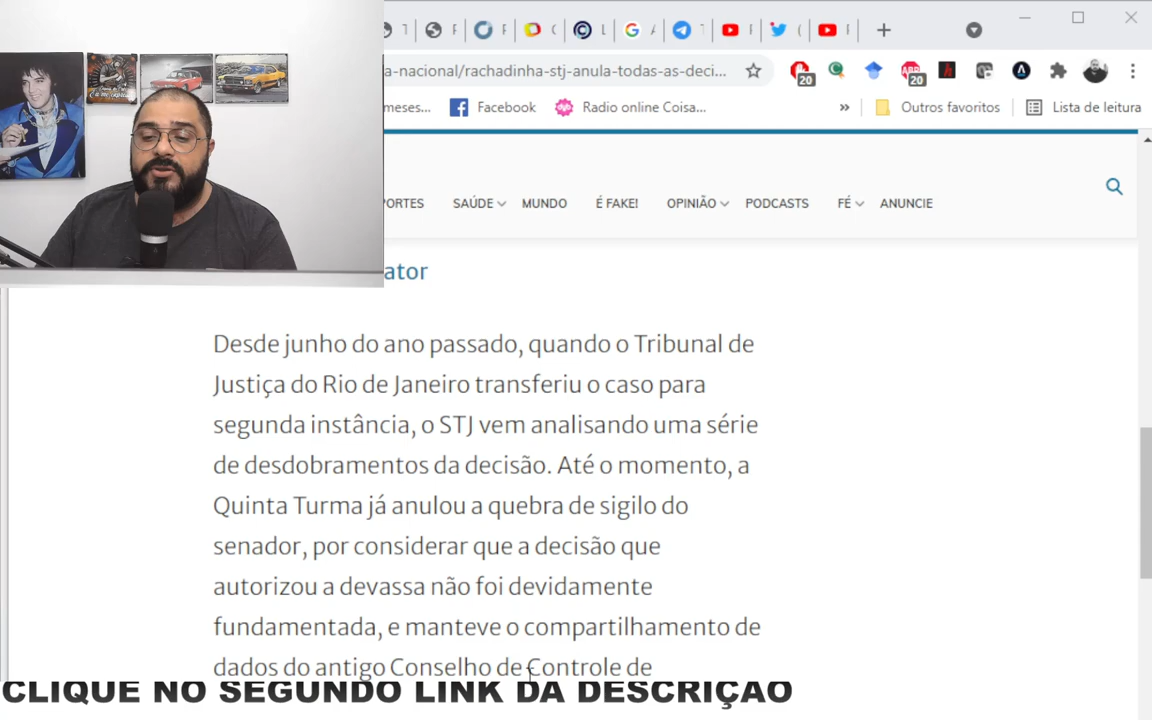 a-nacional/rachadinha-stj-anula-todas-as-deci...
20
20
meses...
Facebook
Radio online Coisa...
»
Outros favoritos
Lista de leitura
PORTES
SAÚDE
MUNDO
É FAKE!
OPINIÃO
PODCASTS
FÉ
ANUNCIE
ator
Desde junho do ano passado, quando o Tribunal de
Justiça do Rio de Janeiro transferiu o caso para
segunda instância, o STJ vem analisando uma série
de desdobramentos da decisão. Até o momento, a
Quinta Turma já anulou a quebra de sigilo do
senador, por considerar que a decisão que
autorizou a devassa não foi devidamente
fundamentada, e manteve o compartilhamento de
dados do antigo Conselho de Controle de
CLIQUE NO SEGUNDO LINK DA DESCRIÇAO